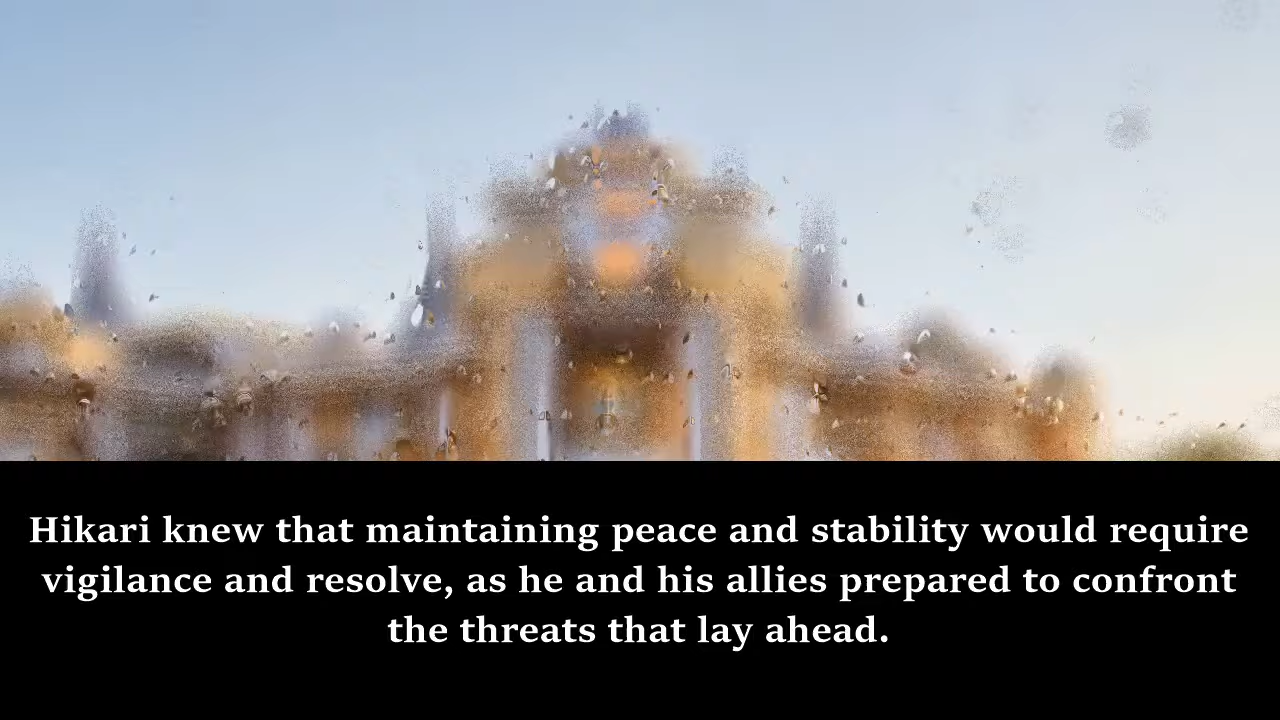 Hikari knew that maintaining peace and stability would require
vigilance and resolve, as he and his allies prepared to confront
the threats that lay ahead.